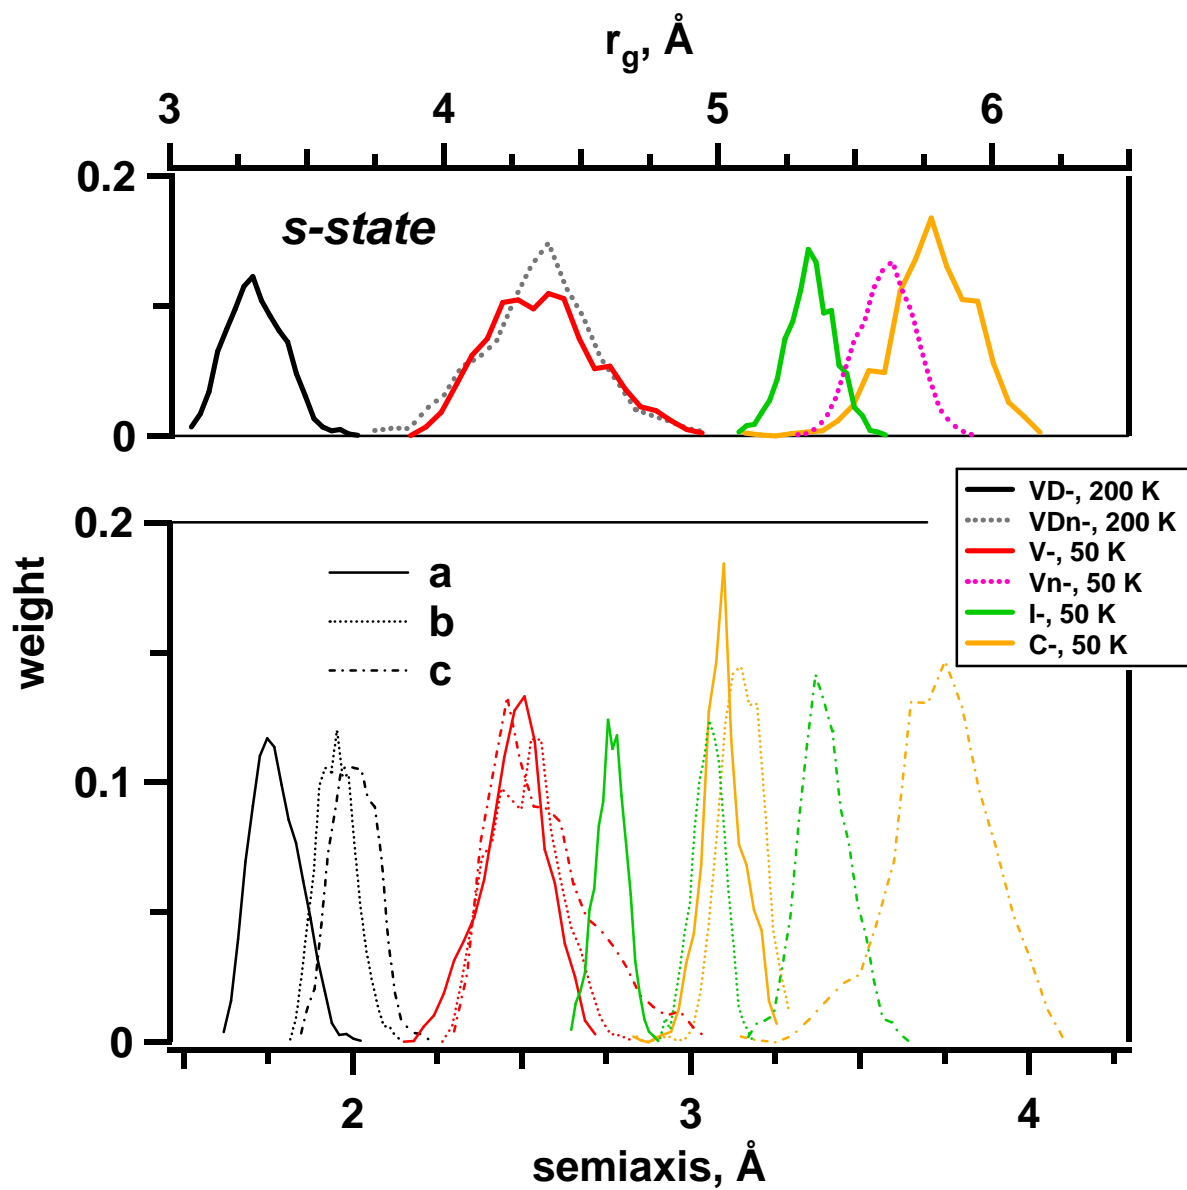 r_g, Å
3 4 5 6
0.2
s-state
0
VD-, 200 K
VDn-, 200 K
V-, 50 K
Vn-, 50 K
I-, 50 K
C-, 50 K
0.2
a
b
c
weight
0.1
0
2 3 4
semiaxis, Å